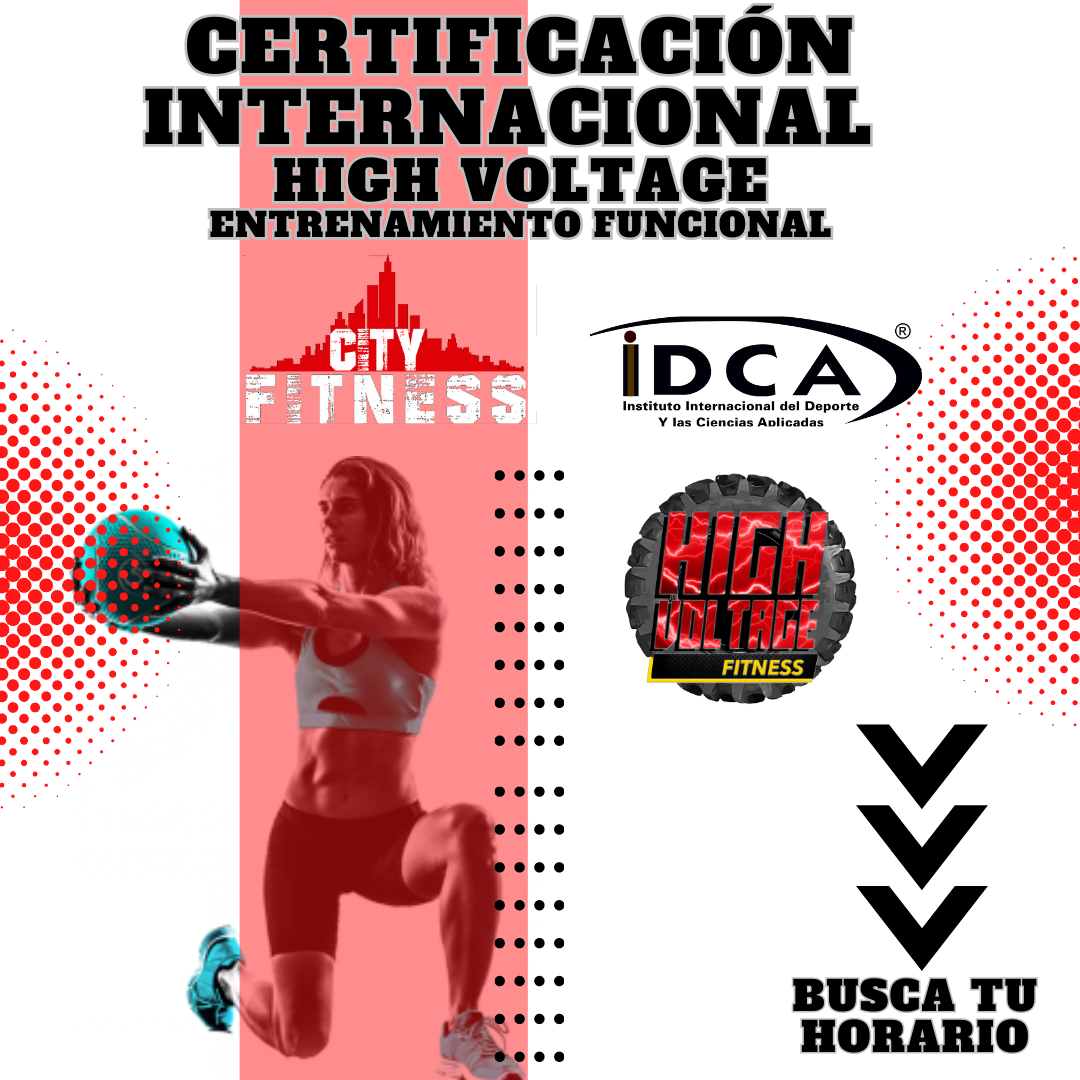 CERTIFICACIÓN
INTERNACIONAL
HIGH VOLTAGE
ENTRENAMIENTO FUNCIONAL
CITY
FITNESS
iDCA®
Instituto Internacional del Deporte
Y las Ciencias Aplicadas
HIGH
VOLTAGE
FITNESS
BUSCA TU
HORARIO